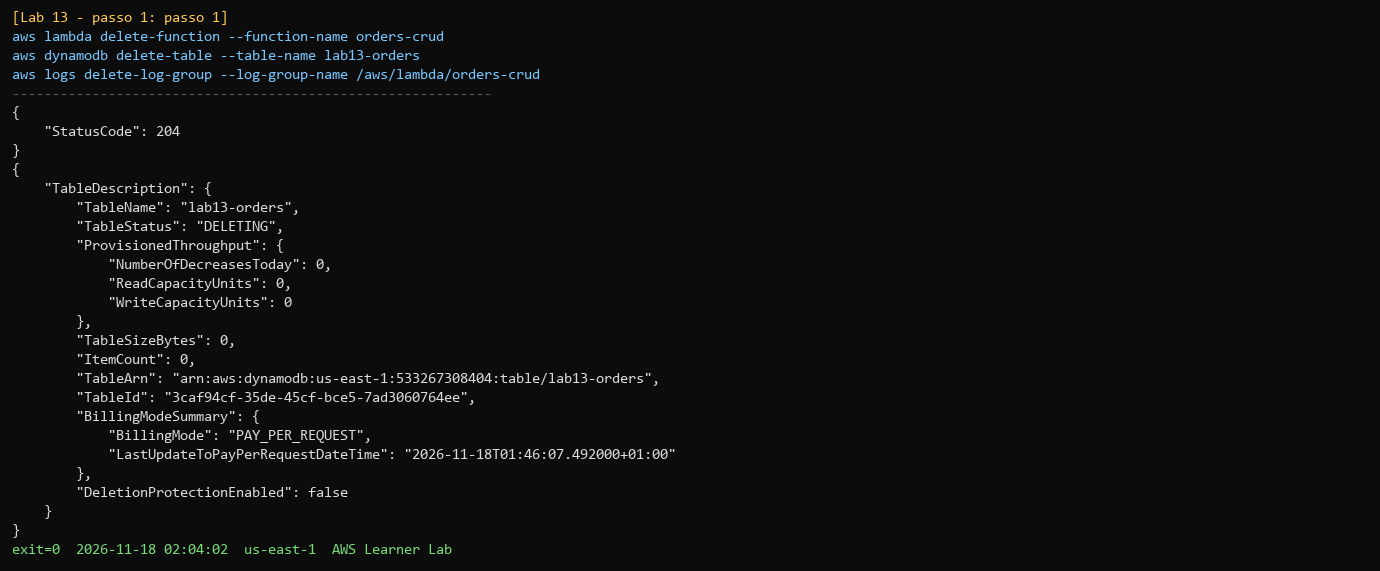 [Lab 13 - passo 1: passo 1]
aws lambda delete-function --function-name orders-crud
aws dynamodb delete-table --table-name lab13-orders
aws logs delete-log-group --log-group-name /aws/lambda/orders-crud
------------------------------------------------------------
{
    "StatusCode": 204
}
{
    "TableDescription": {
        "TableName": "lab13-orders",
        "TableStatus": "DELETING",
        "ProvisionedThroughput": {
            "NumberOfDecreasesToday": 0,
            "ReadCapacityUnits": 0,
            "WriteCapacityUnits": 0
        },
        "TableSizeBytes": 0,
        "ItemCount": 0,
        "TableArn": "arn:aws:dynamodb:us-east-1:533267308404:table/lab13-orders",
        "TableId": "3caf94cf-35de-45cf-bce5-7ad3060764ee",
        "BillingModeSummary": {
            "BillingMode": "PAY_PER_REQUEST",
            "LastUpdateToPayPerRequestDateTime": "2026-11-18T01:46:07.492000+01:00"
        },
        "DeletionProtectionEnabled": false
    }
}
exit=0  2026-11-18 02:04:02  us-east-1  AWS Learner Lab